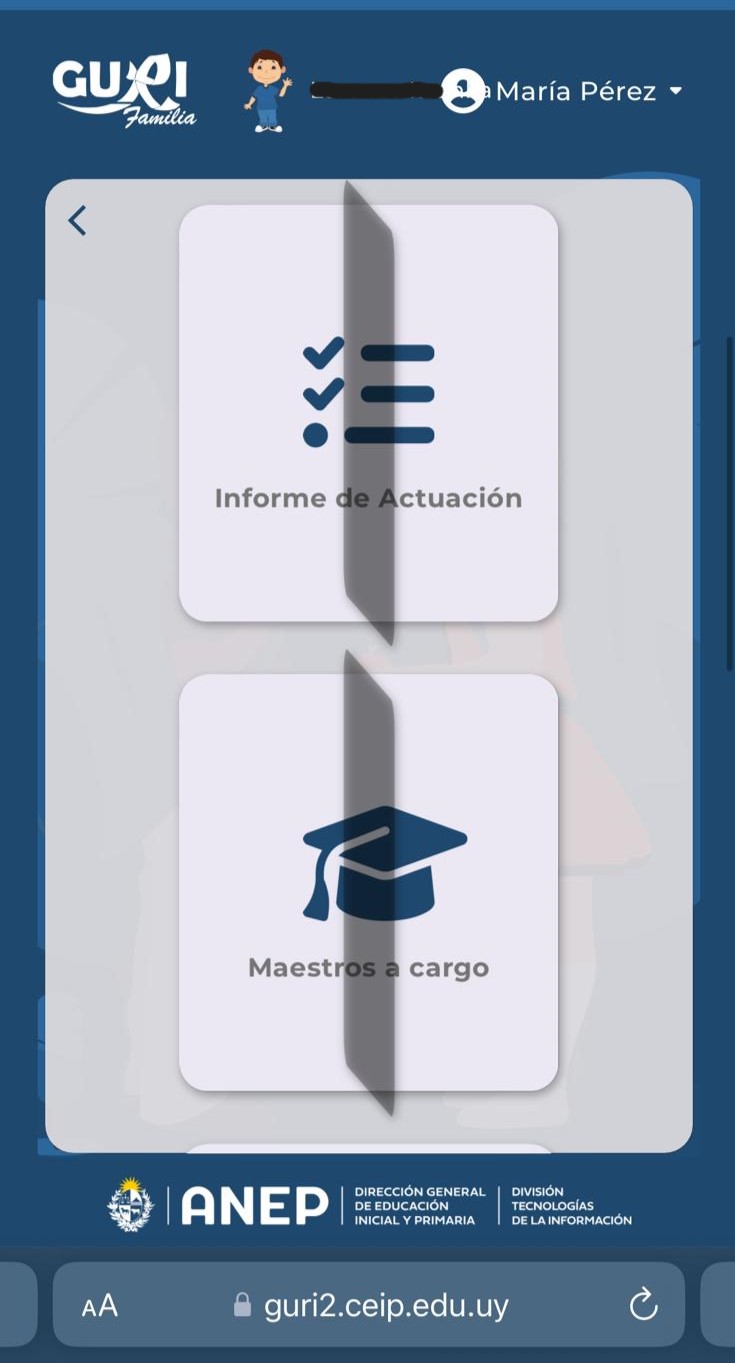 GURI
Familia
María Pérez
Informe de Actuación
Maestros a cargo
ANEP
DIRECCIÓN GENERAL
DE EDUCACIÓN
INICIAL Y PRIMARIA
DIVISIÓN
TECNOLOGÍAS
DE LA INFORMACIÓN
AA
guri2.ceip.edu.uy